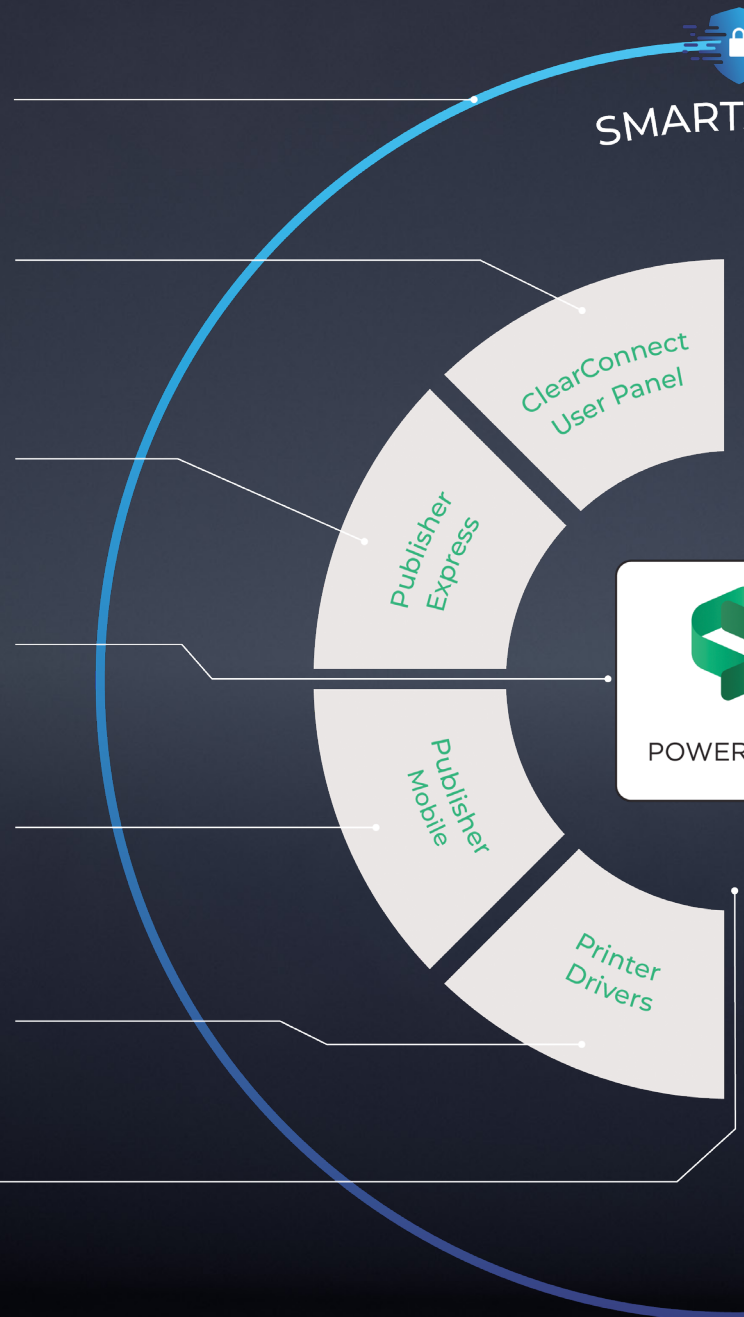 SMART
ClearConnect
User Panel
Publisher
Express
POWER
Publisher
Mobile
Printer
Drivers